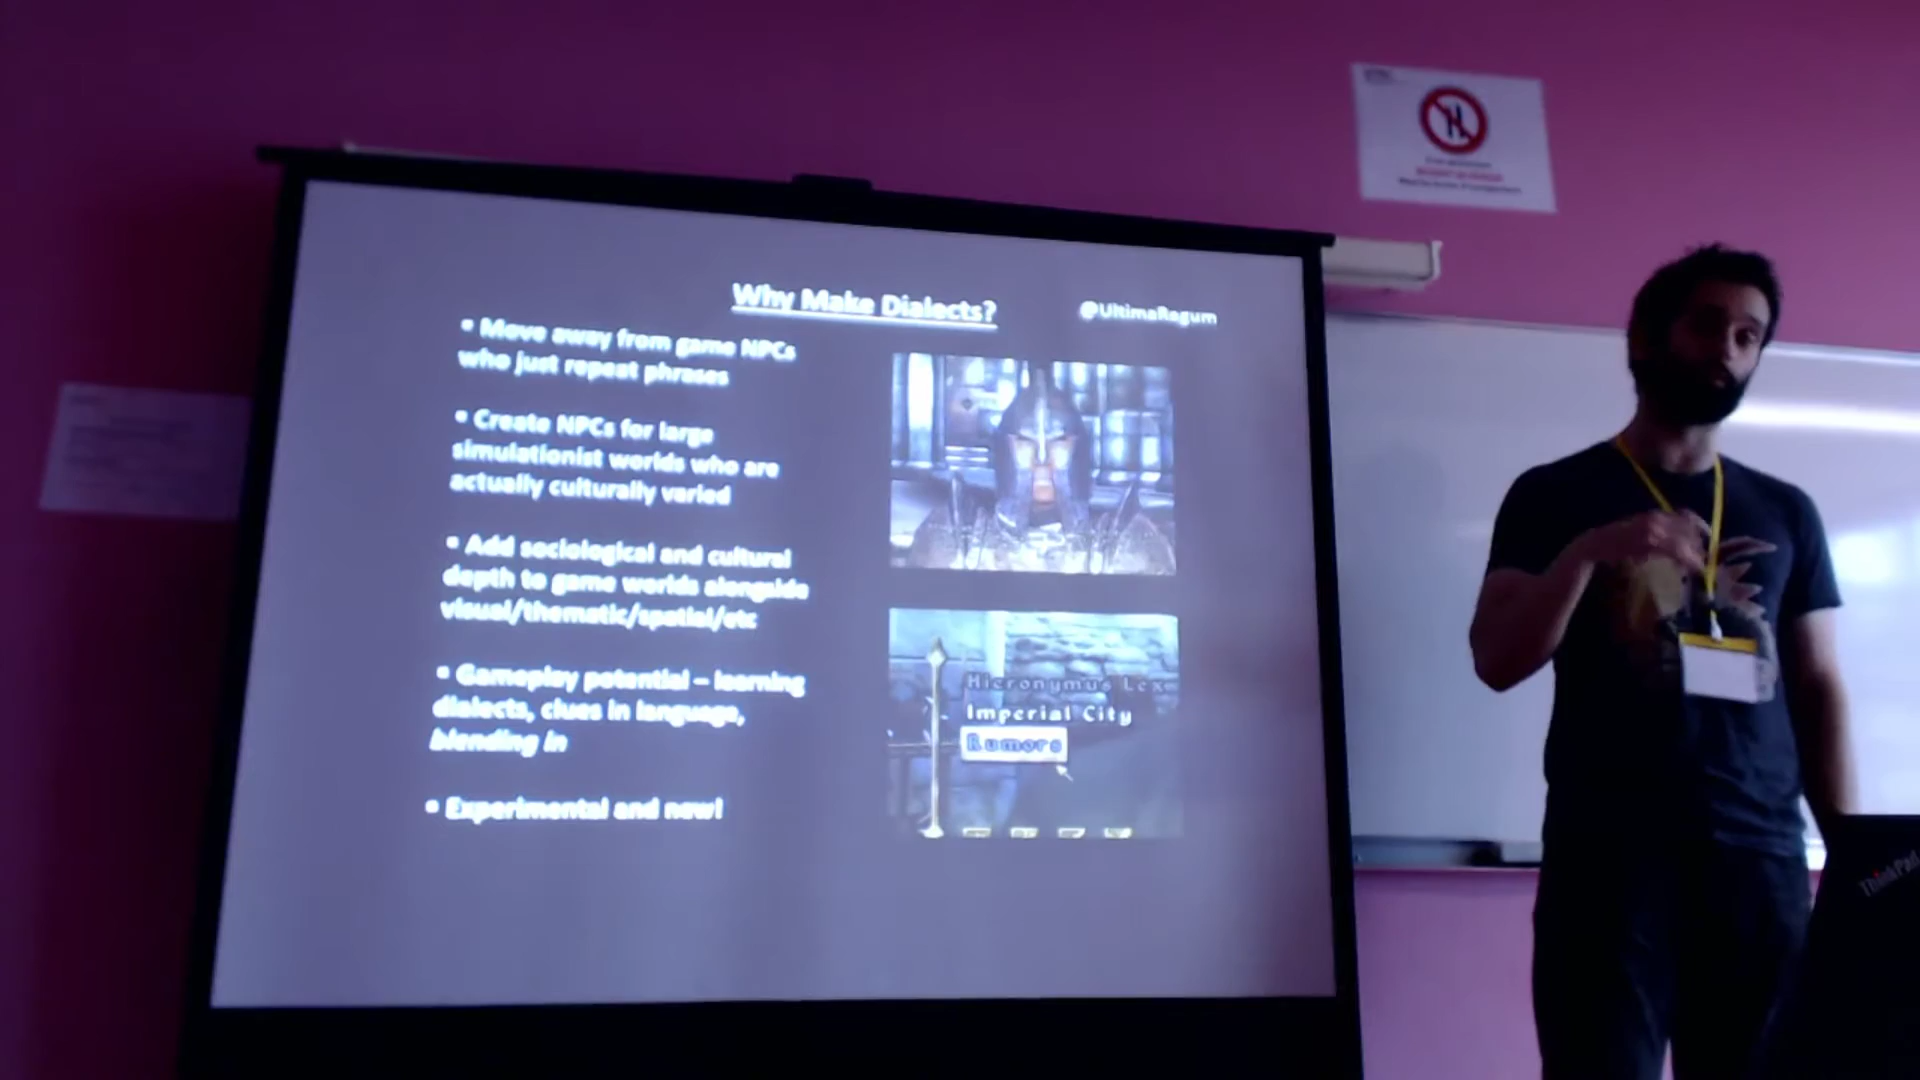 Why Make Dialects?
@UltimaRegum
▪ Move away from game NPCs
who just repeat phrases
▪ Create NPCs for large
simulationist worlds who are
actually culturally varied
▪ Add sociological and cultural
depth to game worlds alongside
visual/thematic/spatial/etc
▪ Gameplay potential – learning
dialects, clues in language,
blending in
▪ Experimental and new!
Hieronymus Lex
Imperial City
Rumors
ThinkPad